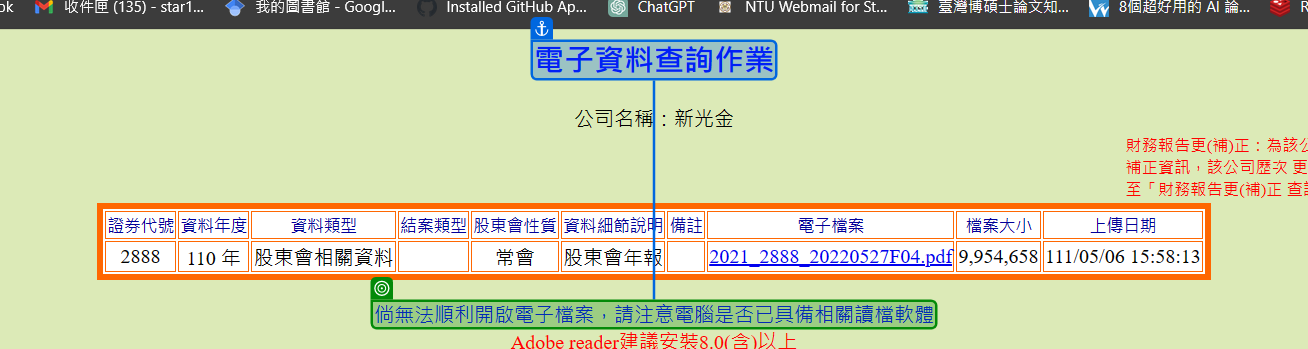 ok 收件匣 (135) - star1... 我的圖書館 - Googl... Installed GitHub Ap... ChatGPT NTU Webmail for St... 臺灣博碩士論文知... 8個超好用的 AI 論... R
電子資料查詢作業
公司名稱：新光金
財務報告更(補)正：為該公
補正資訊，該公司歷次 更
至「財務報告更(補)正 查詢
證券代號 資料年度 資料類型 結案類型 股東會性質 資料細節說明 備註 電子檔案 檔案大小 上傳日期
2888 110 年 股東會相關資料 常會 股東會年報 2021_2888_20220527F04.pdf 9,954,658 111/05/06 15:58:13
倘無法順利開啟電子檔案，請注意電腦是否已具備相關讀檔軟體
Adobe reader建議安裝8.0(含)以上